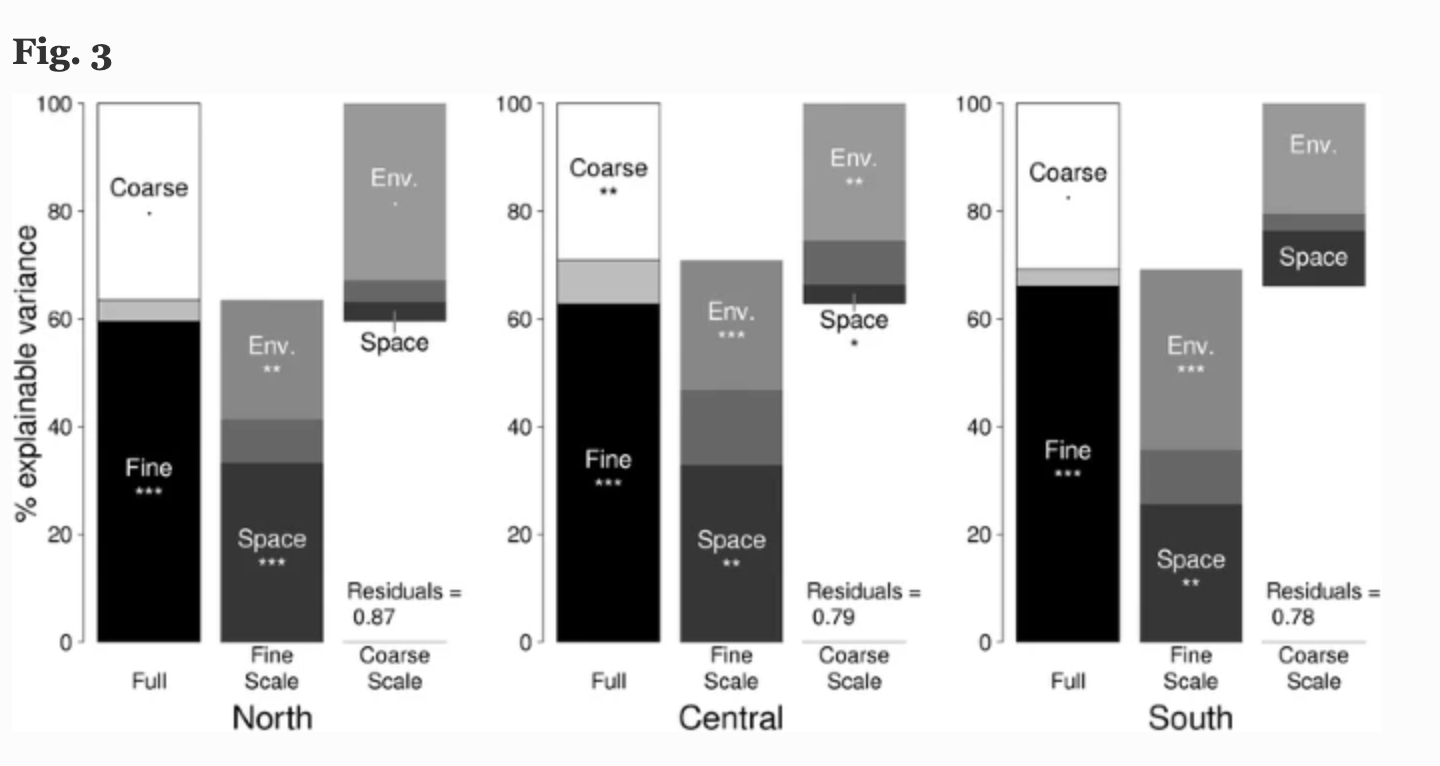 Fig. 3
% explainable variance
100
80
60
40
20
0
Coarse
.
Fine
***
Env.
**
Space
***
Env.
.
Space
Residuals =
0.87
Full
Fine
Scale
Coarse
Scale
North
100
80
60
40
20
0
Coarse
**
Fine
***
Env.
***
Space
**
Env.
**
Space
*
Residuals =
0.79
Full
Fine
Scale
Coarse
Scale
Central
100
80
60
40
20
0
Coarse
.
Fine
***
Env.
***
Space
**
Env.
Space
Residuals =
0.78
Full
Fine
Scale
Coarse
Scale
South